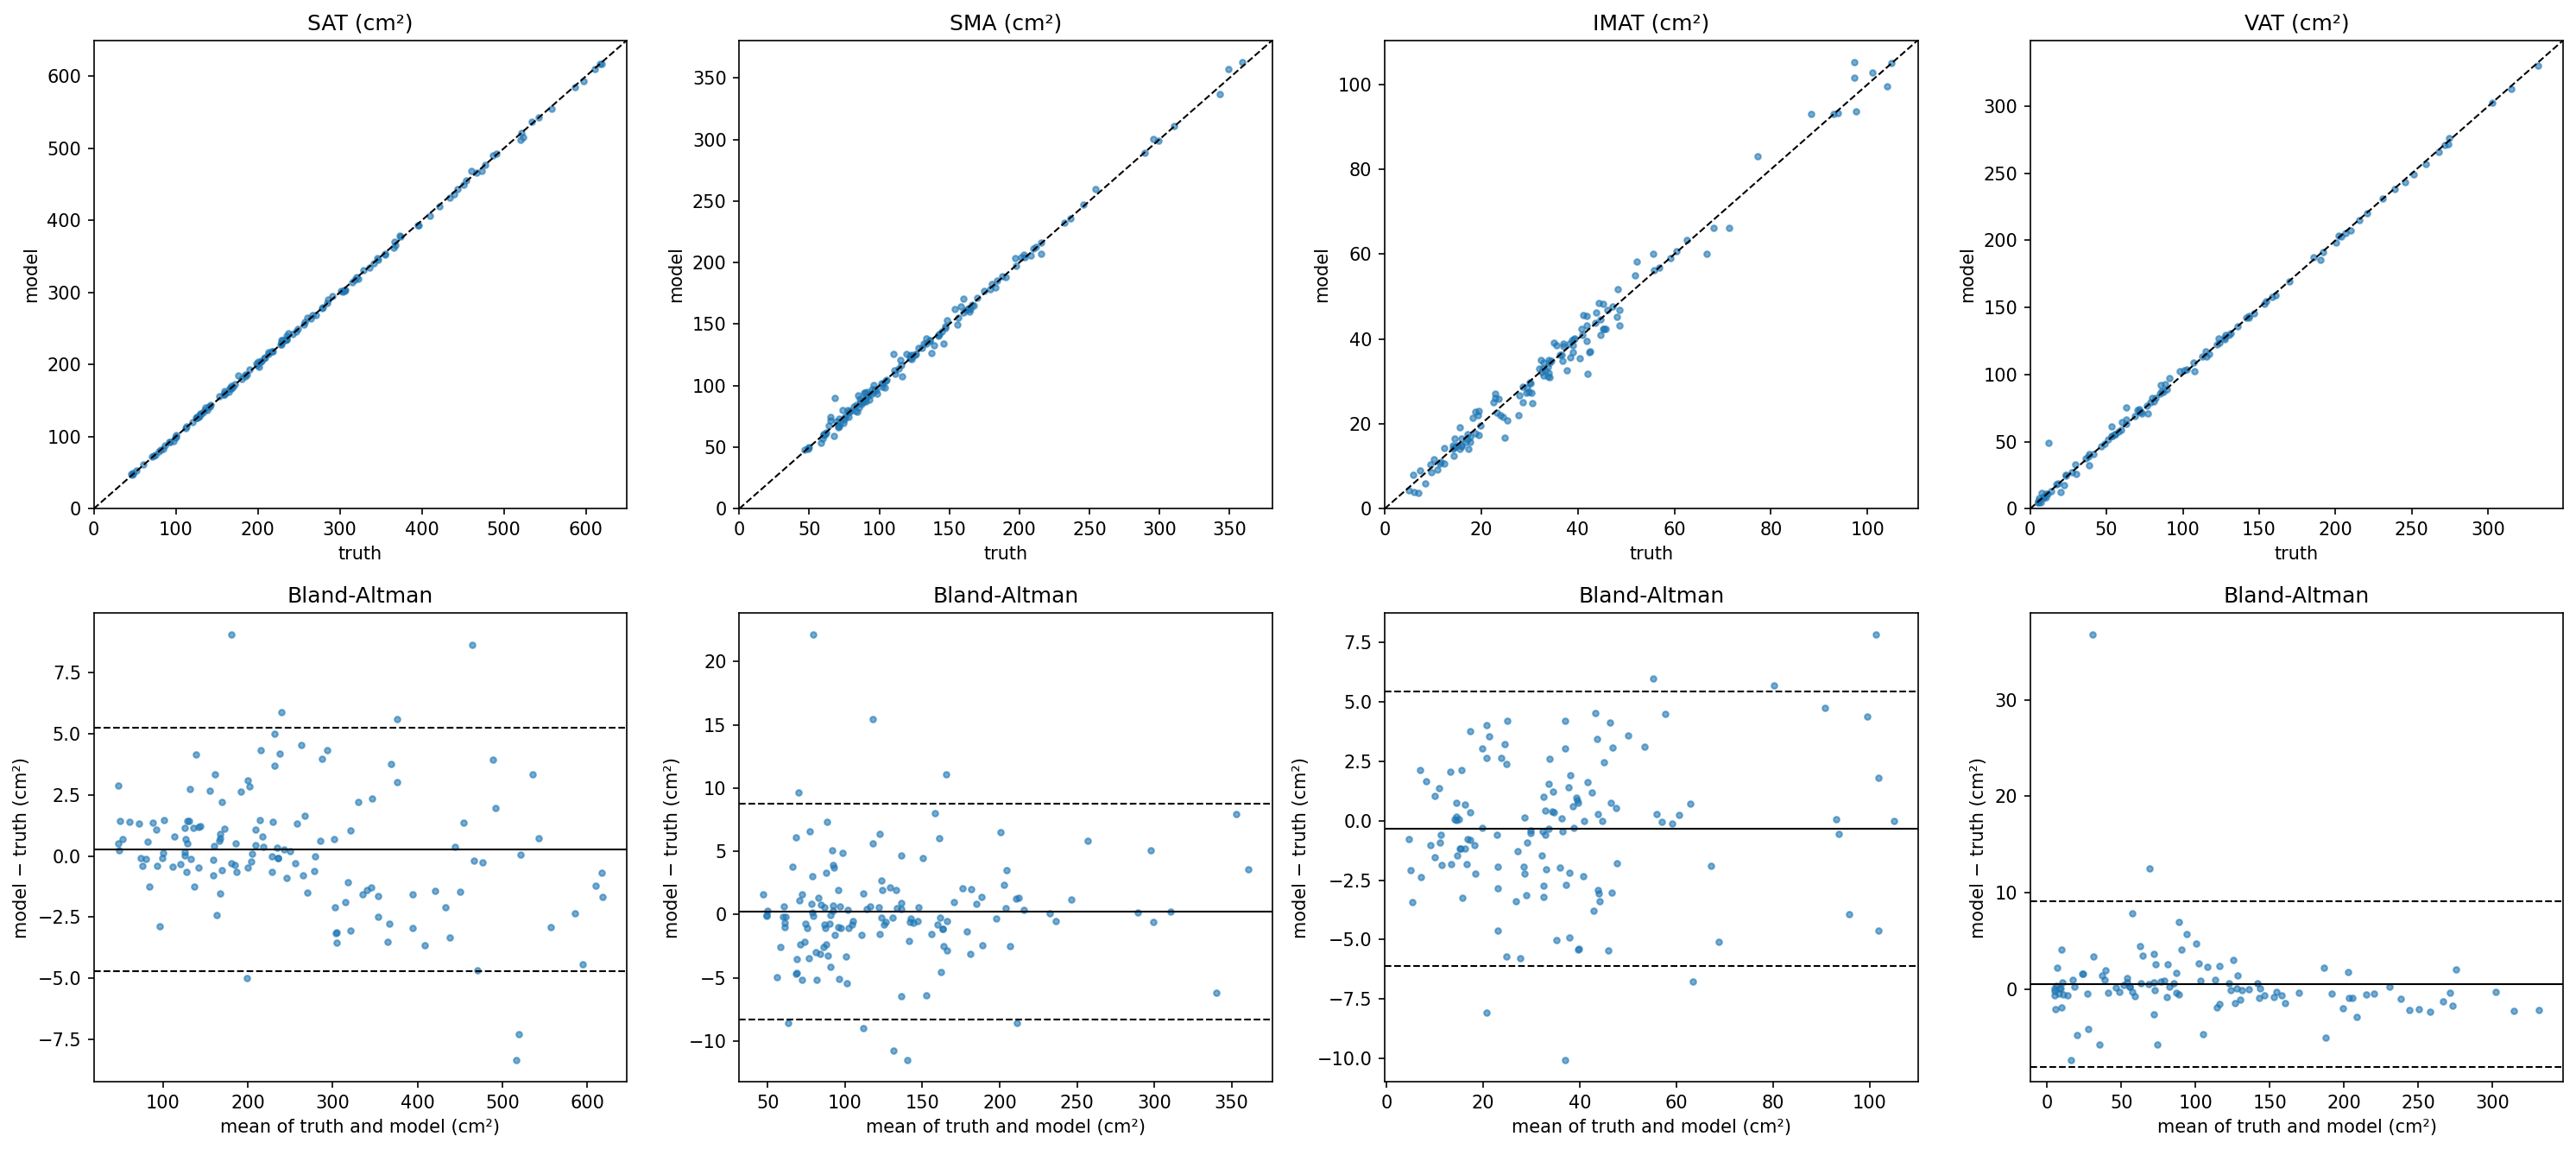 SAT (cm²)
600
500
400
300
200
100
0
model
0 100 200 300 400 500 600
truth
SMA (cm²)
350
300
250
200
150
100
50
0
model
0 50 100 150 200 250 300 350
truth
IMAT (cm²)
100
80
60
40
20
0
model
0 20 40 60 80 100
truth
VAT (cm²)
300
250
200
150
100
50
0
model
0 50 100 150 200 250 300
truth
Bland-Altman
7.5
5.0
2.5
0.0
−2.5
−5.0
−7.5
model − truth (cm²)
100 200 300 400 500 600
mean of truth and model (cm²)
Bland-Altman
20
15
10
5
0
−5
−10
model − truth (cm²)
50 100 150 200 250 300 350
mean of truth and model (cm²)
Bland-Altman
7.5
5.0
2.5
0.0
−2.5
−5.0
−7.5
−10.0
model − truth (cm²)
0 20 40 60 80 100
mean of truth and model (cm²)
Bland-Altman
30
20
10
0
model − truth (cm²)
0 50 100 150 200 250 300
mean of truth and model (cm²)